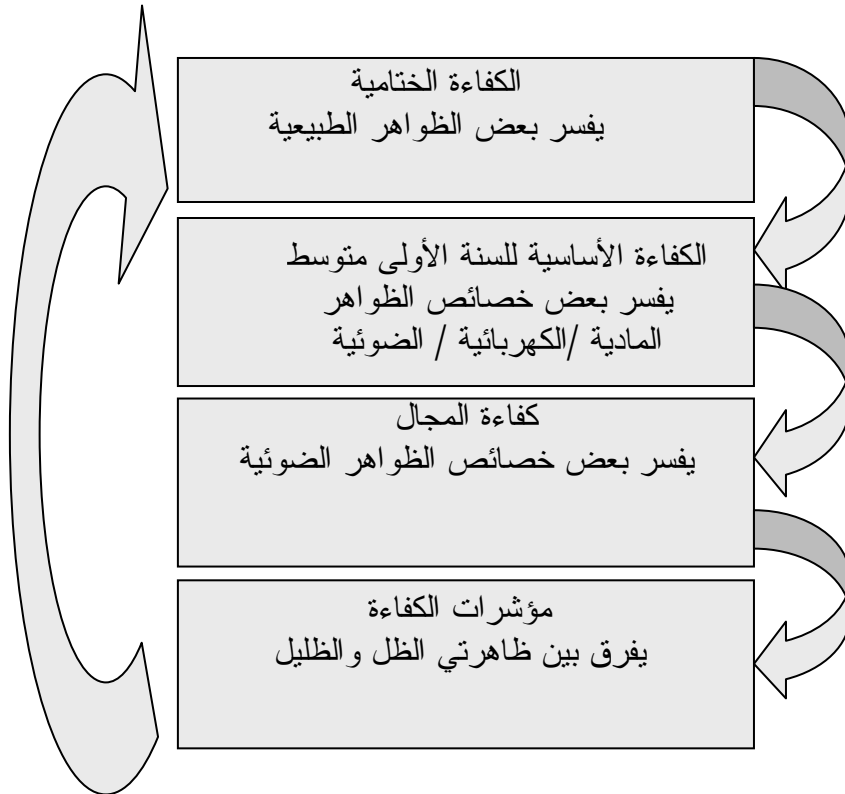 الكفاءة الختامية
يفسر بعض الظواهر الطبيعية
الكفاءة الأساسية للسنة الأولى متوسط
يفسر بعض خصائص الظواهر
المادية /الكهربائية / الضوئية
كفاءة المجال
يفسر بعض خصائص الظواهر الضوئية
مؤشرات الكفاءة
يفرق بين ظاهرتي الظل والظليل